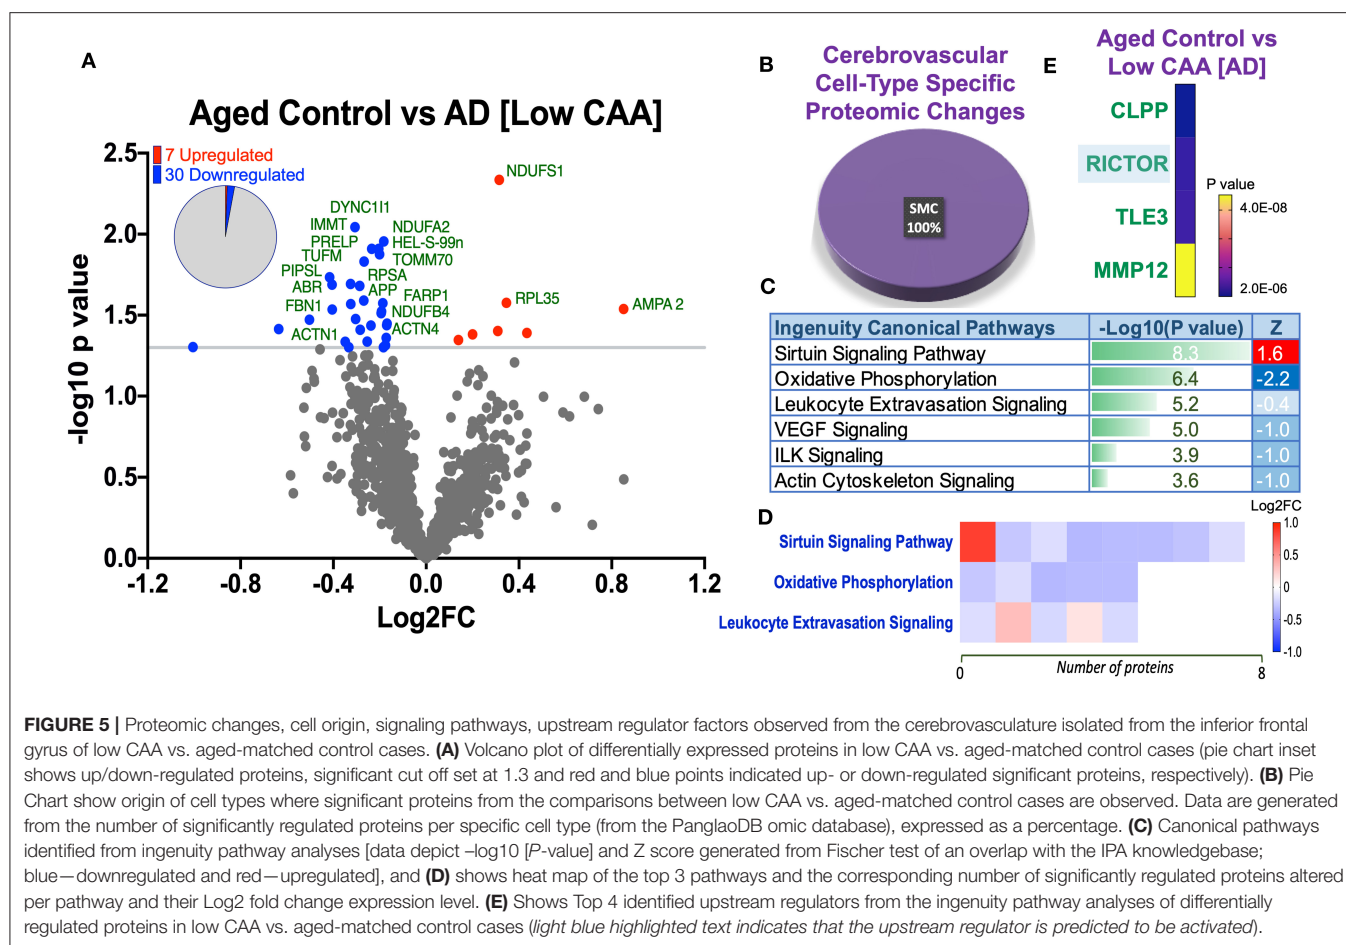 A
Aged Control vs AD [Low CAA]
7 Upregulated
30 Downregulated
2.5
2.0
1.5
1.0
0.5
0.0
-log10 p value
NDUFS1
DYNC1I1
IMMT
NDUFA2
PRELP
HEL-S-99n
TUFM
TOMM70
PIPSL
RPSA
ABR
APP
FARP1
RPL35
AMPA 2
FBN1
NDUFB4
ACTN1
ACTN4
-1.2
-0.8
-0.4
0.0
0.4
0.8
1.2
Log2FC
B
Cerebrovascular
Cell-Type Specific
Proteomic Changes
SMC
100%
E
Aged Control vs
Low CAA [AD]
CLPP
RICTOR
TLE3
MMP12
P value
4.0E-08
2.0E-06
C
Ingenuity Canonical Pathways -Log10(P value) Z
Sirtuin Signaling Pathway 8.3 1.6
Oxidative Phosphorylation 6.4 -2.2
Leukocyte Extravasation Signaling 5.2 -0.4
VEGF Signaling 5.0 -1.0
ILK Signaling 3.9 -1.0
Actin Cytoskeleton Signaling 3.6 -1.0
D
Sirtuin Signaling Pathway
Oxidative Phosphorylation
Leukocyte Extravasation Signaling
0
Number of proteins
8
Log2FC
1.0
0.5
0
-0.5
-1.0
FIGURE 5 | Proteomic changes, cell origin, signaling pathways, upstream regulator factors observed from the cerebrovasculature isolated from the inferior frontal
gyrus of low CAA vs. aged-matched control cases. (A) Volcano plot of differentially expressed proteins in low CAA vs. aged-matched control cases (pie chart inset
shows up/down-regulated proteins, significant cut off set at 1.3 and red and blue points indicated up- or down-regulated significant proteins, respectively). (B) Pie
Chart show origin of cell types where significant proteins from the comparisons between low CAA vs. aged-matched control cases are observed. Data are generated
from the number of significantly regulated proteins per specific cell type (from the PanglaoDB omic database), expressed as a percentage. (C) Canonical pathways
identified from ingenuity pathway analyses [data depict –log10 [P-value] and Z score generated from Fischer test of an overlap with the IPA knowledgebase;
blue—downregulated and red—upregulated], and (D) shows heat map of the top 3 pathways and the corresponding number of significantly regulated proteins altered
per pathway and their Log2 fold change expression level. (E) Shows Top 4 identified upstream regulators from the ingenuity pathway analyses of differentially
regulated proteins in low CAA vs. aged-matched control cases (light blue highlighted text indicates that the upstream regulator is predicted to be activated).